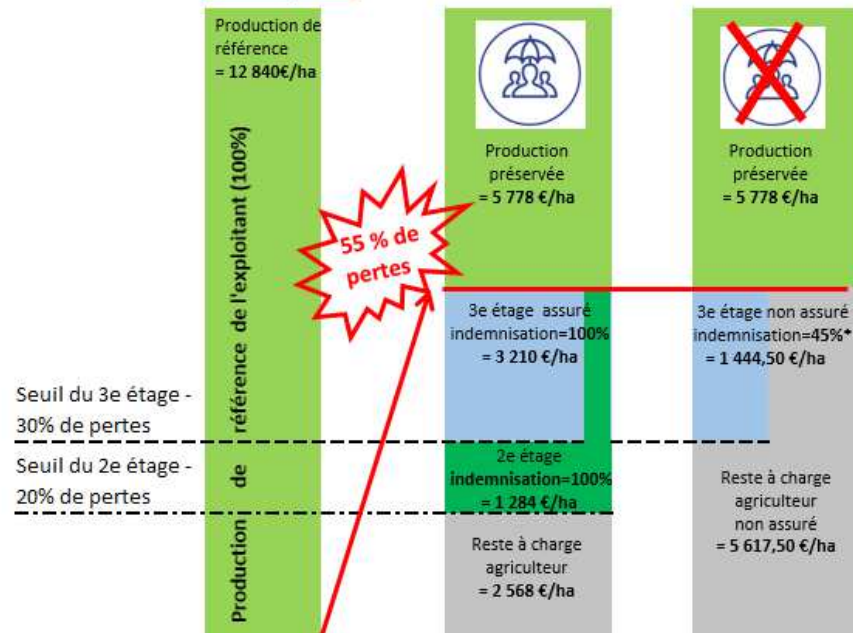 Production de
référence
= 12 840€/ha
Production de référence de l'exploitant (100%)
55 % de
pertes
Production
préservée
= 5 778 €/ha
Production
préservée
= 5 778 €/ha
3e étage assuré
indemnisation=100%
= 3 210 €/ha
3e étage non assuré
indemnisation=45%*
= 1 444,50 €/ha
Seuil du 3e étage -
30% de pertes
Seuil du 2e étage -
20% de pertes
2e étage
indemnisation=100%
= 1 284 €/ha
Reste à charge
agriculteur
= 2 568 €/ha
Reste à charge
agriculteur
non assuré
= 5 617,50 €/ha